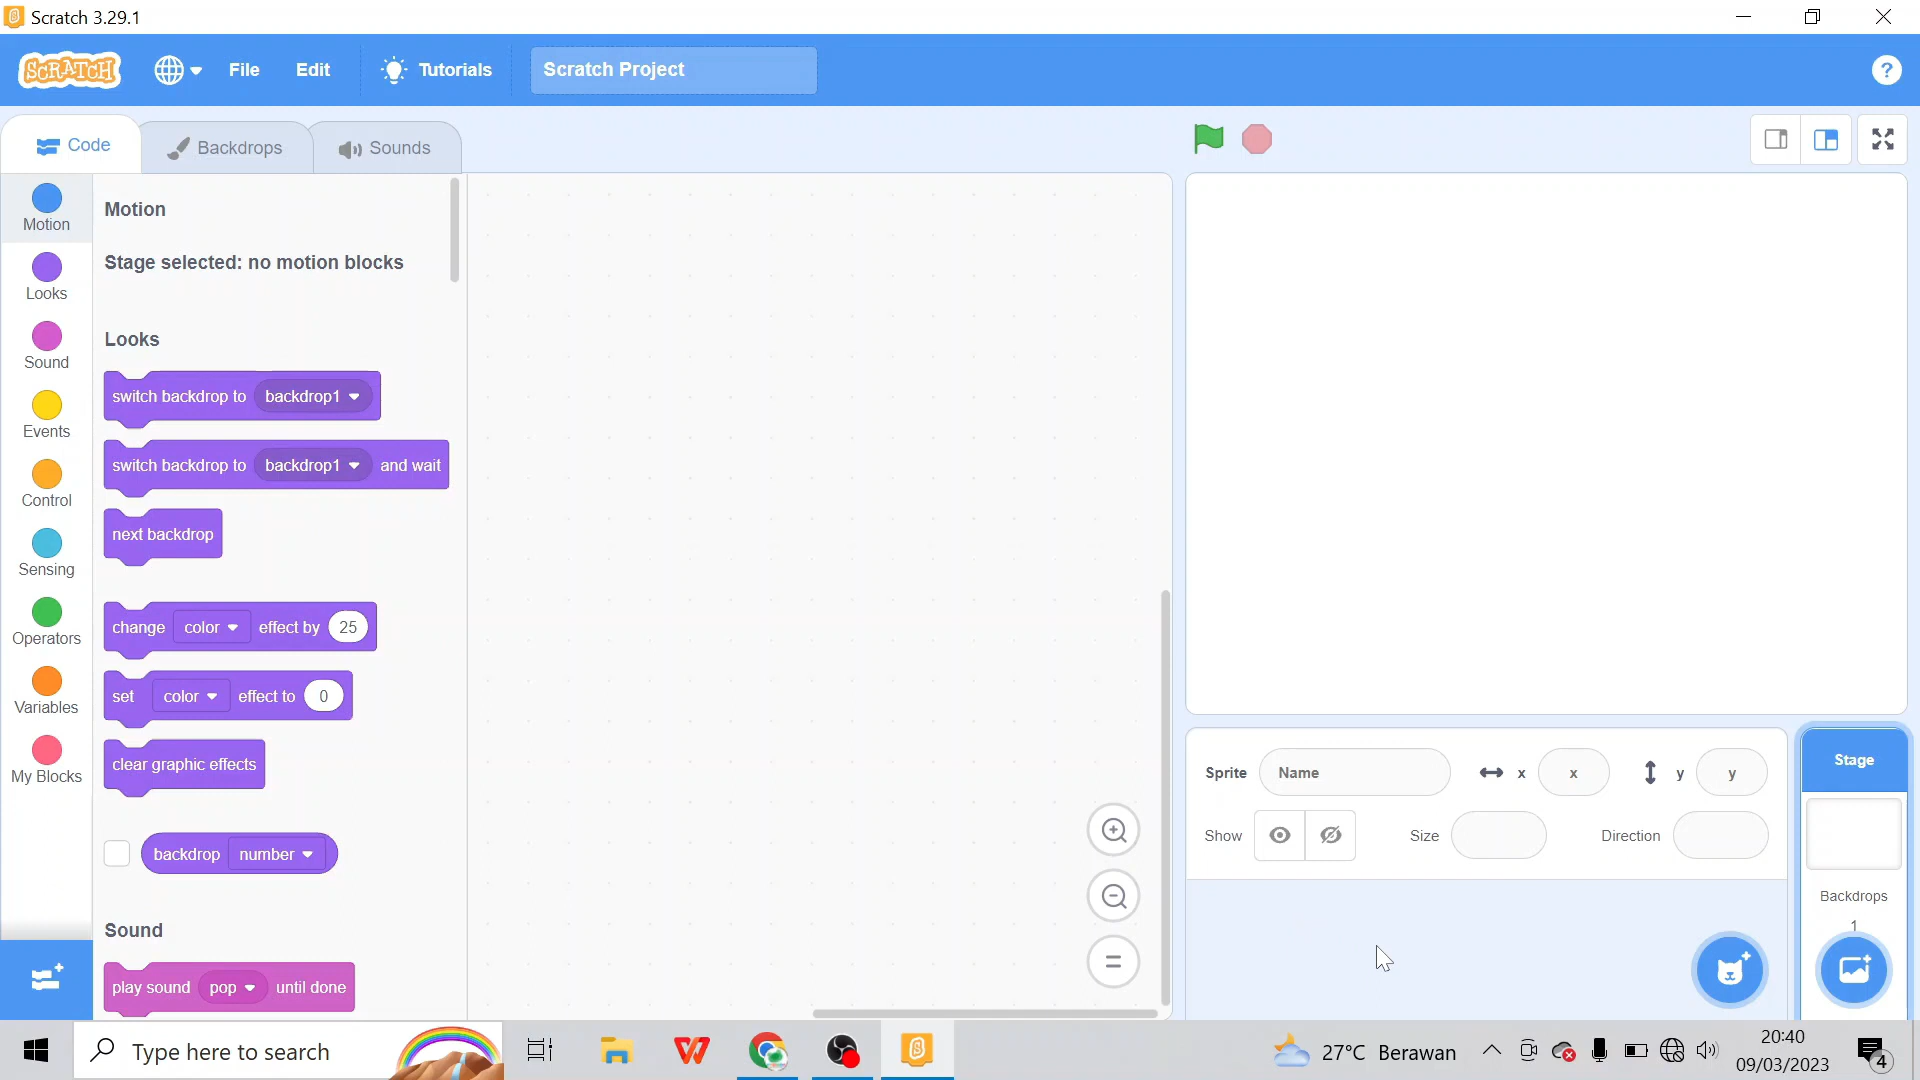 Scratch 3.29.1
SCRATCH
File
Edit
Tutorials
Scratch Project
?
Code
Backdrops
Sounds
Motion
Looks
Sound
Events
Control
Sensing
Operators
Variables
My Blocks
Motion
Stage selected: no motion blocks
Looks
switch backdrop to backdrop1
switch backdrop to backdrop1 and wait
next backdrop
change color effect by 25
set color effect to 0
clear graphic effects
backdrop number
Sound
play sound pop until done
Sprite Name x x y y
Show Size Direction
Stage
Backdrops
1
Type here to search
27°C Berawan
20:40
09/03/2023
4